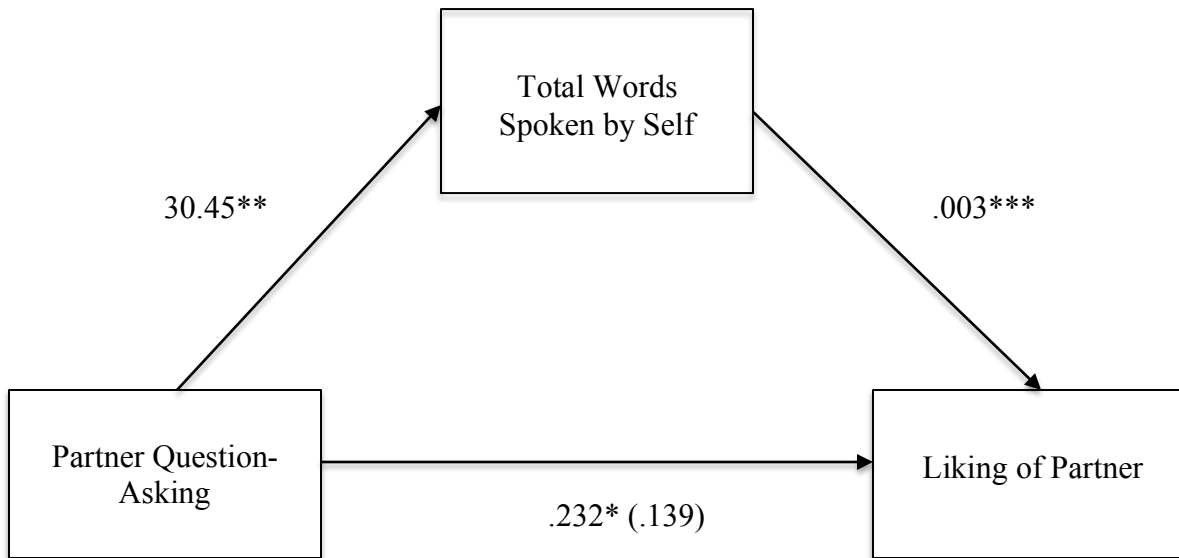 Total Words
Spoken by Self
30.45**
.003***
Partner Question-
Asking
.232* (.139)
Liking of Partner